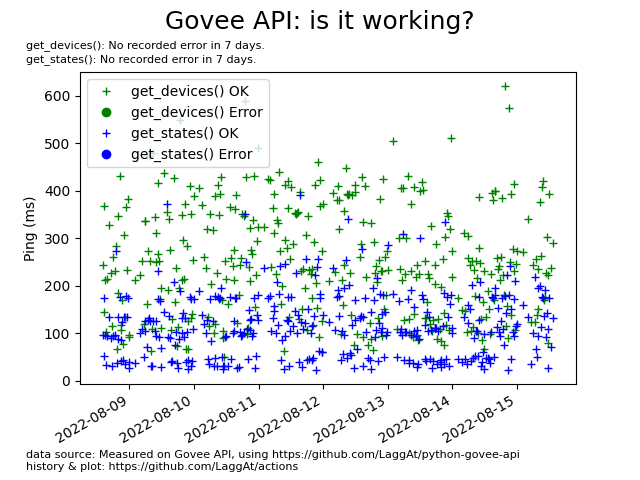 Govee API: is it working?
get_devices(): No recorded error in 7 days.
get_states(): No recorded error in 7 days.
get_devices() OK
get_devices() Error
get_states() OK
get_states() Error
Ping (ms)
600
500
400
300
200
100
0
2022-08-09
2022-08-10
2022-08-11
2022-08-12
2022-08-13
2022-08-14
2022-08-15
data source: Measured on Govee API, using https://github.com/LaggAt/python-govee-api
history & plot: https://github.com/LaggAt/actions